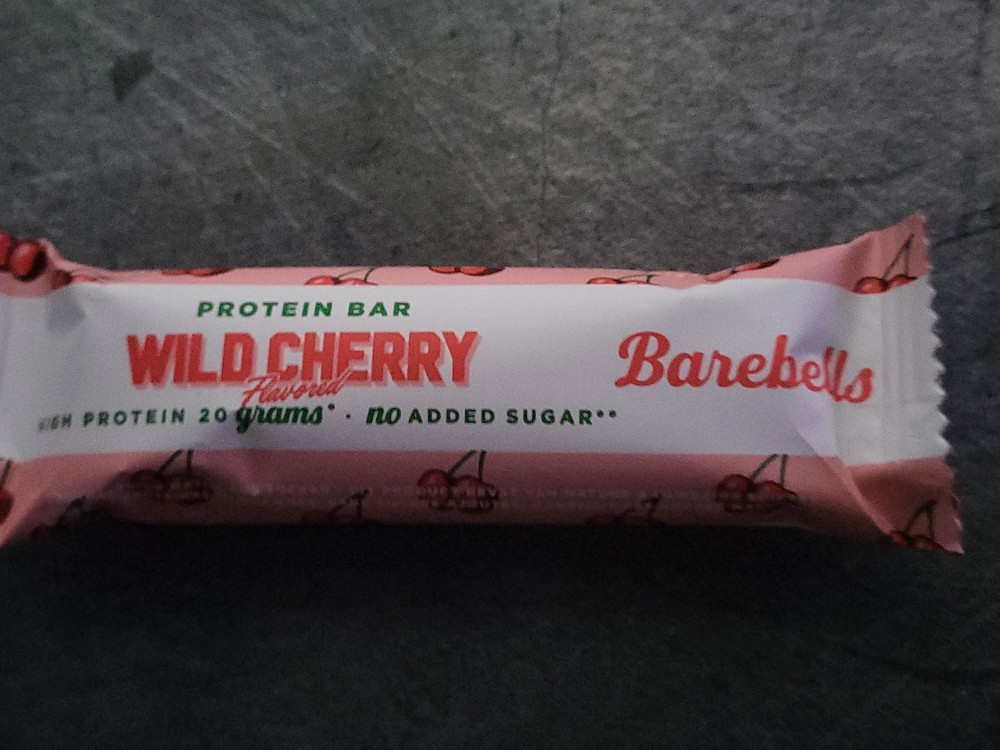 PROTEIN BAR
WILD CHERRY
Flavored
HIGH PROTEIN 20 grams* · no ADDED SUGAR**
Barebells